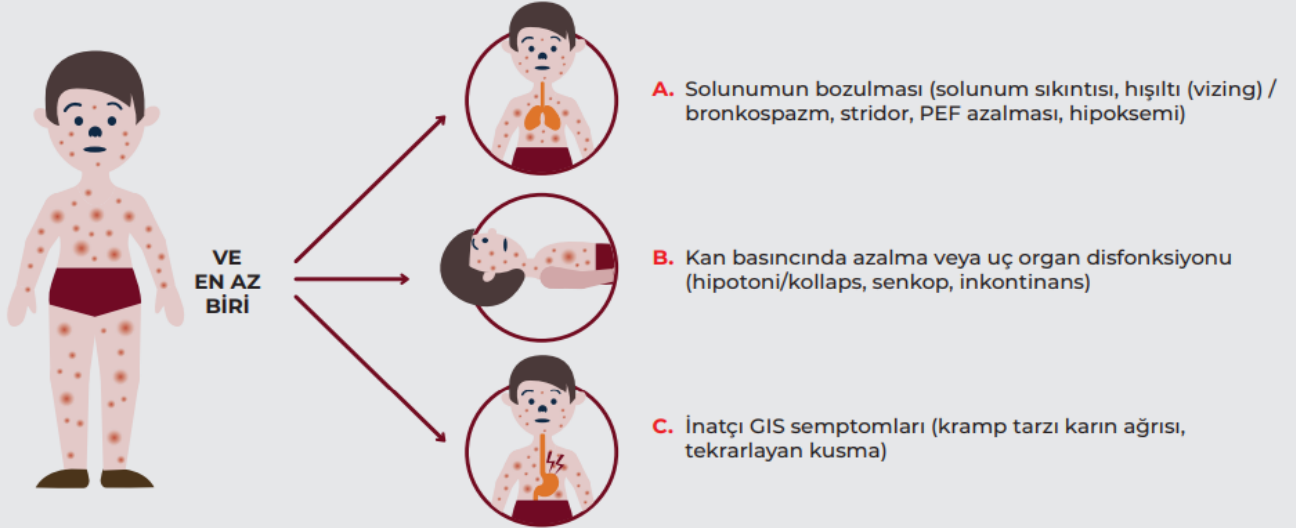 A. Solunumun bozulması (solunum sıkıntısı, hışıltı (vizing) /
bronkospazm, stridor, PEF azalması, hipoksemi)
VE
EN AZ
BİRİ
B. Kan basıncında azalma veya uç organ disfonksiyonu
(hipotoni/kollaps, senkop, inkontinans)
C. İnatçı GIS semptomları (kramp tarzı karın ağrısı,
tekrarlayan kusma)